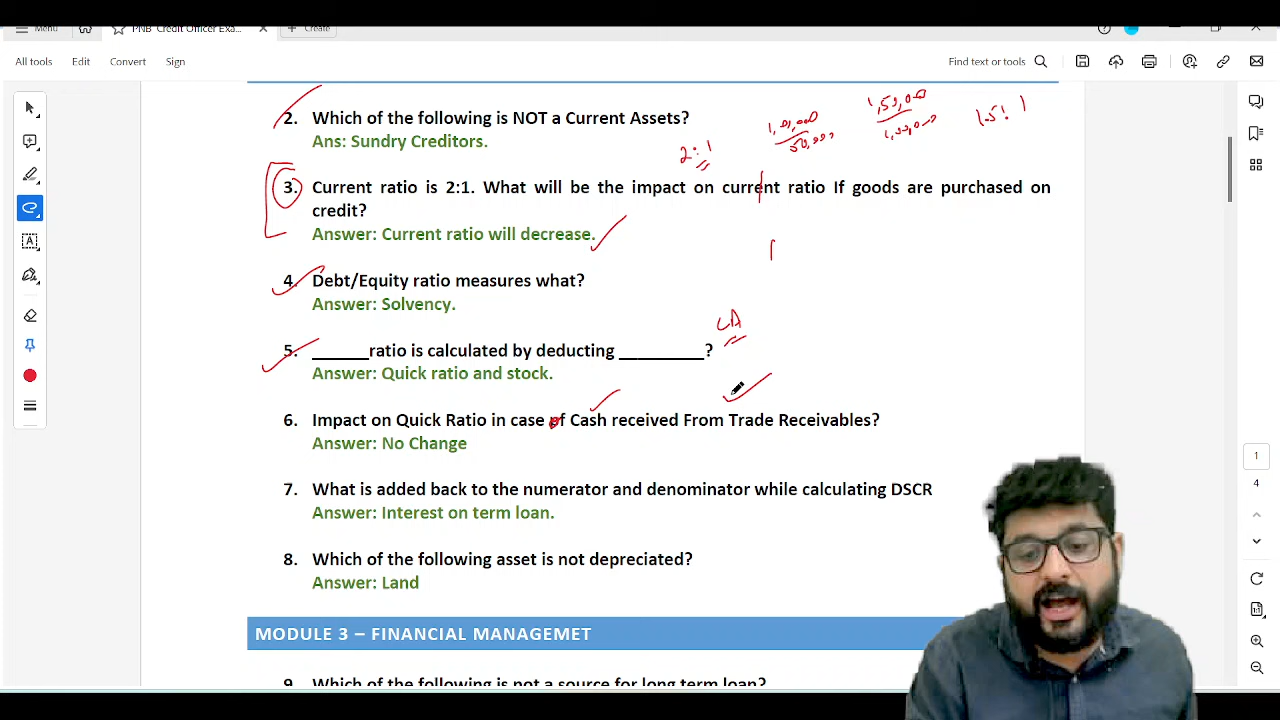 Menu
PNB Credit Officer Exa...
Create
All tools
Edit
Convert
Sign
Find text or tools
2. Which of the following is NOT a Current Assets?
Ans: Sundry Creditors.
1,00,000
50,000
1,50,000
1,00,000
1.5:1
2:1
3. Current ratio is 2:1. What will be the impact on current ratio If goods are purchased on
credit?
Answer: Current ratio will decrease.
4. Debt/Equity ratio measures what?
Answer: Solvency.
CA
5. ______ratio is calculated by deducting _________?
Answer: Quick ratio and stock.
6. Impact on Quick Ratio in case of Cash received From Trade Receivables?
Answer: No Change
7. What is added back to the numerator and denominator while calculating DSCR
Answer: Interest on term loan.
8. Which of the following asset is not depreciated?
Answer: Land
MODULE 3 – FINANCIAL MANAGEMET
9. Which of the following is not a source for long term loan?
1
4